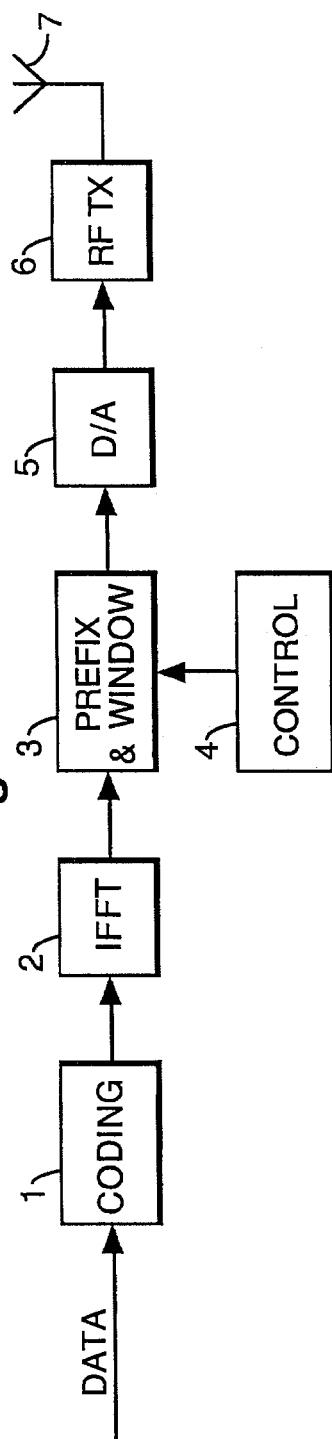 DATA
1
CODING
2
IFFT
3
PREFIX
& WINDOW
4
CONTROL
5
D/A
6
RF TX
7